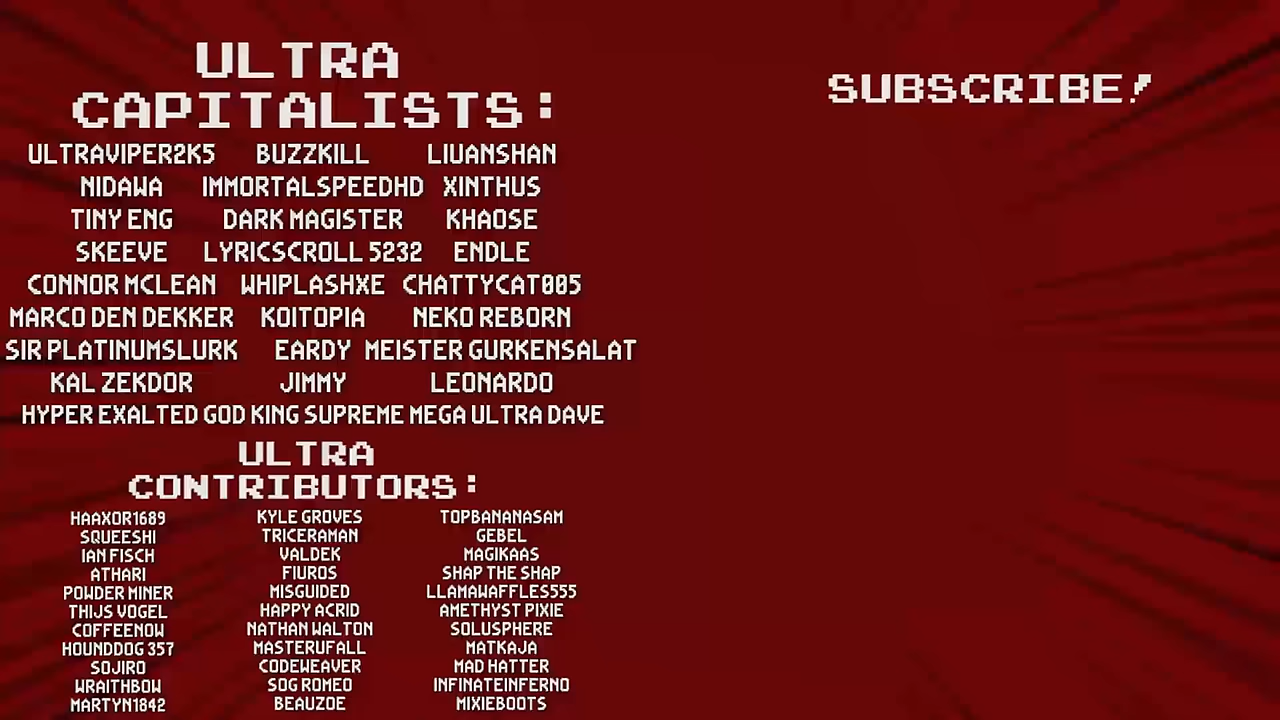 ULTRA
CAPITALISTS:
SUBSCRIBE!
ULTRAVIPER2K5 BUZZKILL LIUANSHAN
NIDAWA IMMORTALSPEEDHD XINTHUS
TINY ENG DARK MAGISTER KHAOSE
SKEEVE LYRICSCROLL 5232 ENDLE
CONNOR MCLEAN WHIPLASHXE CHATTYCAT005
MARCO DEN DEKKER KOITOPIA NEKO REBORN
SIR PLATINUMSLURK EARDY MEISTER GURKENSALAT
KAL ZEKDOR JIMMY LEONARDO
HYPER EXALTED GOD KING SUPREME MEGA ULTRA DAVE
ULTRA
CONTRIBUTORS:
HAAXOR1689 KYLE GROVES TOPBANANASAM
SQUEESHI TRICERAMAN GEBEL
IAN FISCH VALDEK MAGIKAAS
ATHARI FIUROS SHAP THE SHAP
POWDER MINER MISGUIDED LLAMAWAFFLES555
THIJS VOGEL HAPPY ACRID AMETHYST PIXIE
COFFEENOW NATHAN WALTON SOLUSPHERE
HOUNDDOG 357 MASTERUFALL MATKAJA
SOJIRO CODEWEAVER MAD HATTER
WRAITHBOW SOG ROMEO INFINATEINFERNO
MARTYN1842 BEAUZOE MIXIEBOOTS